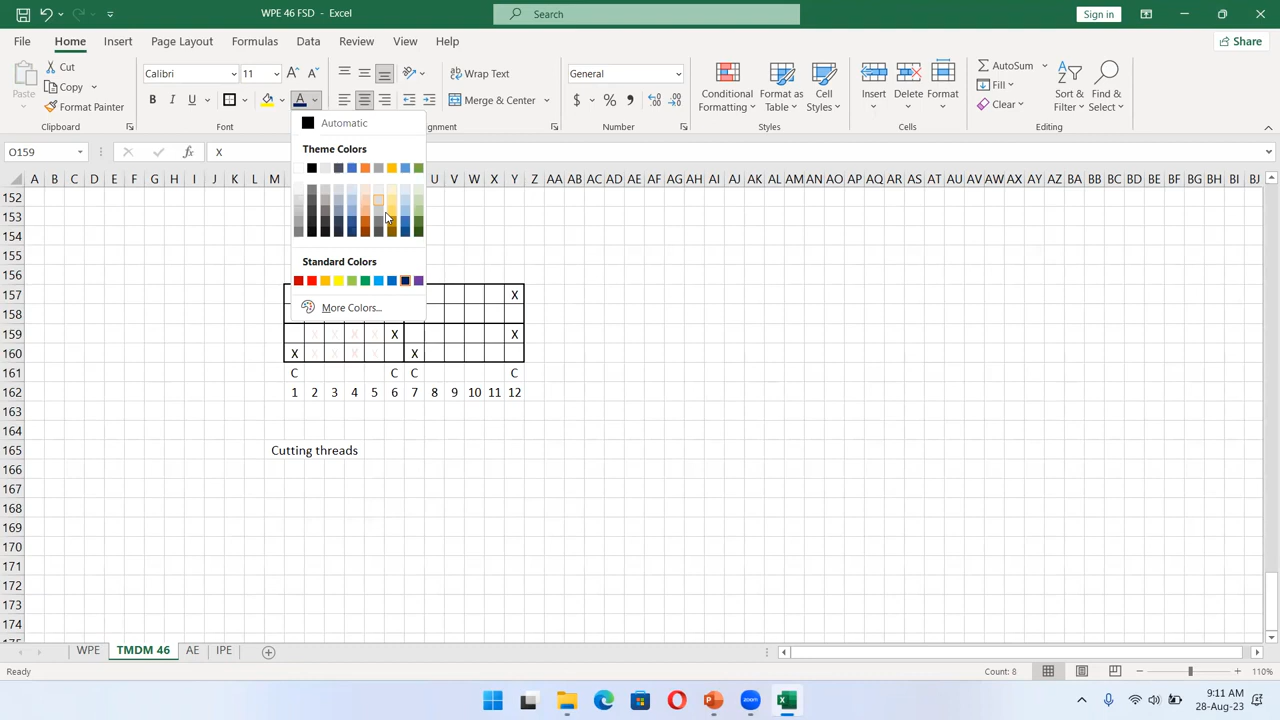 WPE 46 FSD - Excel
Search
Sign in
File Home Insert Page Layout Formulas Data Review View Help
Share
Paste
Cut
Copy
Format Painter
Calibri 11
B I U
Font
Wrap Text
Merge & Center
gnment
General
$ % ,
Number
Conditional Formatting
Format as Table
Cell Styles
Styles
Insert Delete Format
Cells
AutoSum
Fill
Clear
Sort & Filter
Find & Select
Editing
Automatic
Theme Colors
Standard Colors
More Colors...
O159 fx X
A B C D E F G H I J K L M U V W X Y Z AA AB AC AD AE AF AG AH AI AJ AK AL AM AN AO AP AQ AR AS AT AU AV AW AX AY AZ BA BB BC BD BE BF BG BH BI BJ
152
153
154
155
156
157 X
158
159 X X X X X X
160 X X X X X X
161 C C C C
162 1 2 3 4 5 6 7 8 9 10 11 12
163
164
165 Cutting threads
166
167
168
169
170
171
172
173
174
WPE TMDM 46 AE IPE
Ready
Count: 8
110%
zoom
9:11 AM
28-Aug-23